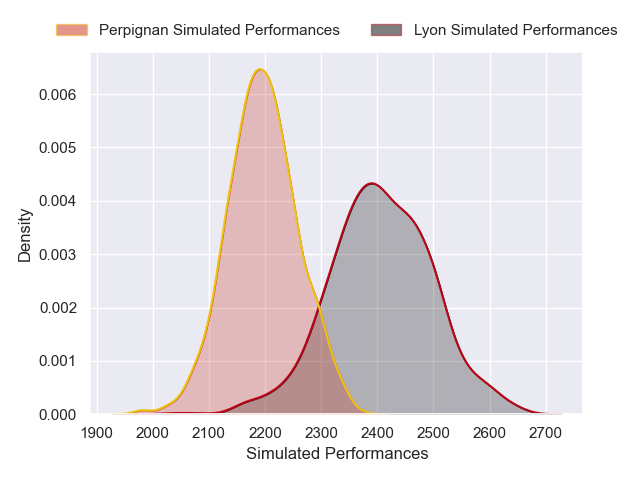 Perpignan Simulated Performances Lyon Simulated Performances
0.006
0.005
0.004
0.003
0.002
0.001
0.000
Density
1900 2000 2100 2200 2300 2400 2500 2600 2700
Simulated Performances